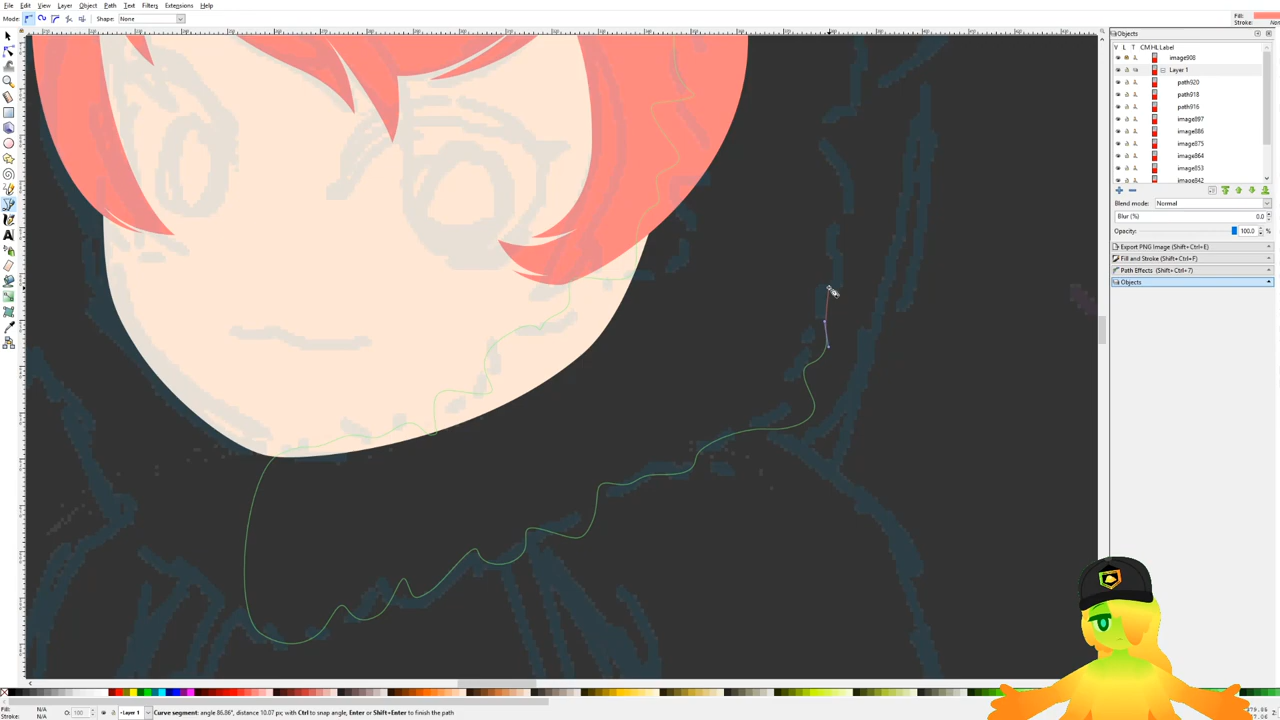 File Edit View Layer Object Path Text Filters Extensions Help
Mode: Shape: None
Fill:
Stroke:
Objects
V L T CM HL Label
image908
Layer 1
path920
path918
path916
image897
image886
image875
image864
image853
image842
Blend mode: Normal
Blur (%) 0.0
Opacity: 100.0 %
Export PNG Image (Shift+Ctrl+E)
Fill and Stroke (Shift+Ctrl+F)
Path Effects (Shift+Ctrl+7)
Objects
Fill: N/A
Stroke: N/A
O: 100
Layer 1
Curve segment: angle 86.86°, distance 10.07 px; with Ctrl to snap angle, Enter or Shift+Enter to finish the path